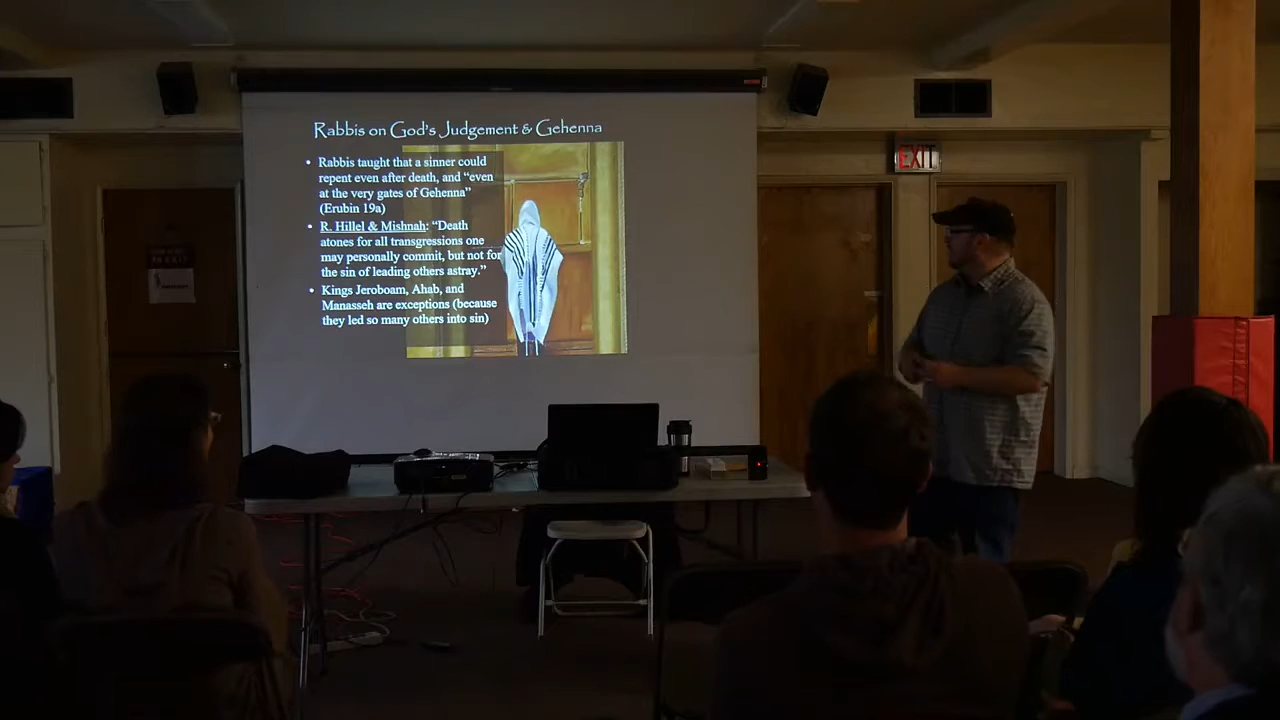 Rabbis on God's Judgement & Gehenna
• Rabbis taught that a sinner could
repent even after death, and “even
at the very gates of Gehenna”
(Erubin 19a)
• R. Hillel & Mishnah: “Death
atones for all transgressions one
may personally commit, but not for
the sin of leading others astray.”
• Kings Jeroboam, Ahab, and
Manasseh are exceptions (because
they led so many others into sin)
EXIT